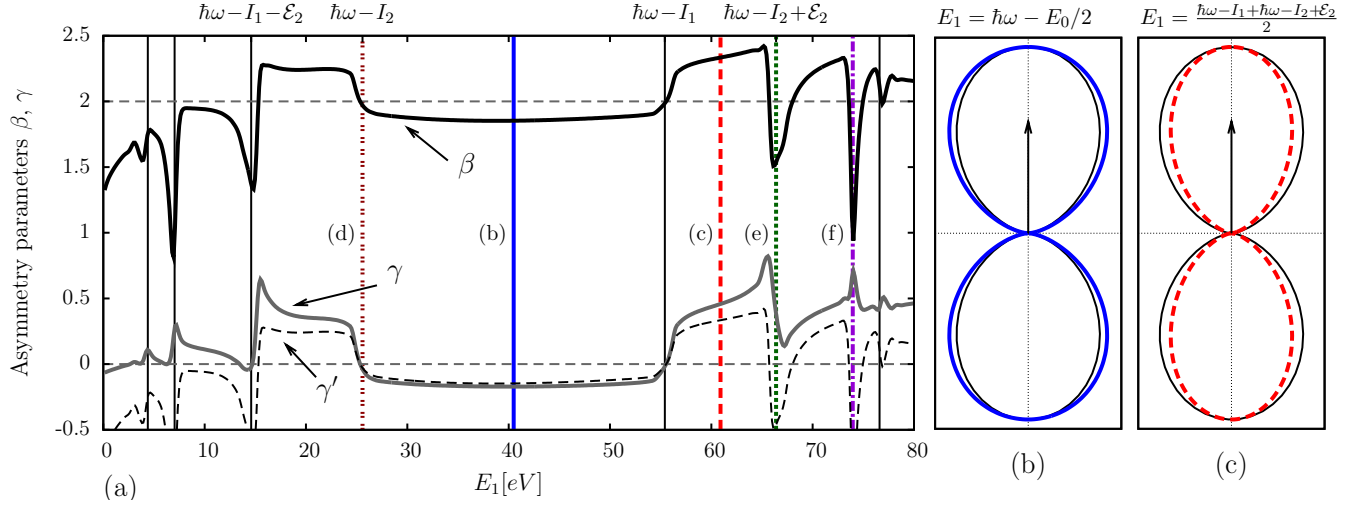 ħω−I₁−ℰ₂ ħω−I₂ ħω−I₁ ħω−I₂+ℰ₂
E₁ = ħω − E₀/2
E₁ = (ħω−I₁+ħω−I₂+ℰ₂)/2
Asymmetry parameters β, γ
2.5
2
1.5
1
0.5
0
-0.5
β
(d) (b) (c) (e) (f)
γ
γ'
0 10 20 30 40 50 60 70 80
E₁[eV]
(a)
(b)
(c)